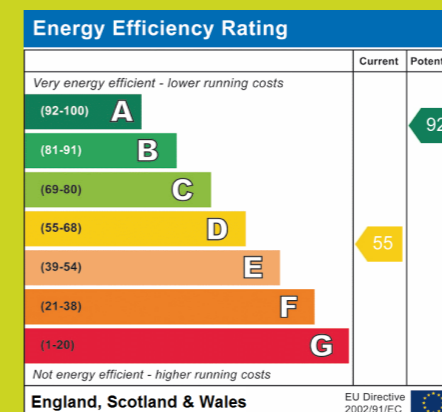 Energy Efficiency Rating
Current
Very energy efficient - lower running costs
(92-100) A
92
(81-91) B
(69-80) C
(55-68) D
55
(39-54) E
(21-38) F
(1-20) G
Not energy efficient - higher running costs
England, Scotland & Wales
EU Directive
2002/91/EC